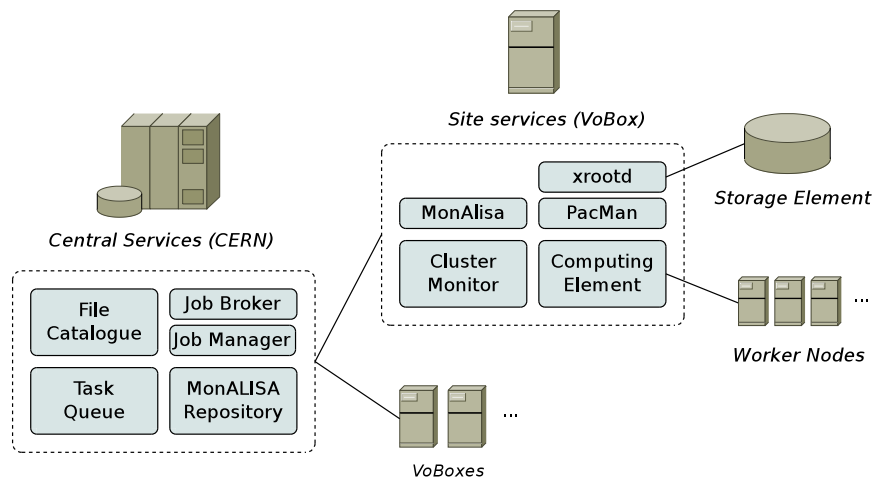 Site services (VoBox)
xrootd
MonAlisa
PacMan
Cluster
Monitor
Computing
Element
Storage Element
...
Worker Nodes
Central Services (CERN)
File
Catalogue
Job Broker
Job Manager
Task
Queue
MonALISA
Repository
...
VoBoxes